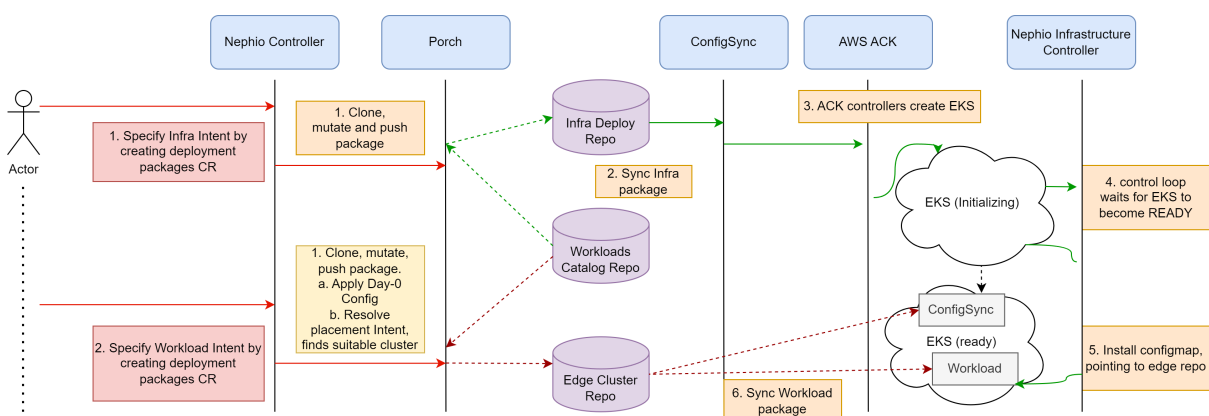 Nephio Controller
Porch
ConfigSync
AWS ACK
Nephio Infrastructure
Controller
Actor
1. Specify Infra Intent by
creating deployment
packages CR
1. Clone,
mutate and push
package
Infra Deploy
Repo
2. Sync Infra
package
3. ACK controllers create EKS
EKS (Initializing)
4. control loop
waits for EKS to
become READY
Workloads
Catalog Repo
1. Clone, mutate,
push package.
a. Apply Day-0
Config
b. Resolve
placement Intent,
finds suitable cluster
2. Specify Workload Intent by
creating deployment
packages CR
Edge Cluster
Repo
ConfigSync
EKS (ready)
Workload
5. Install configmap,
pointing to edge repo
6. Sync Workload
package